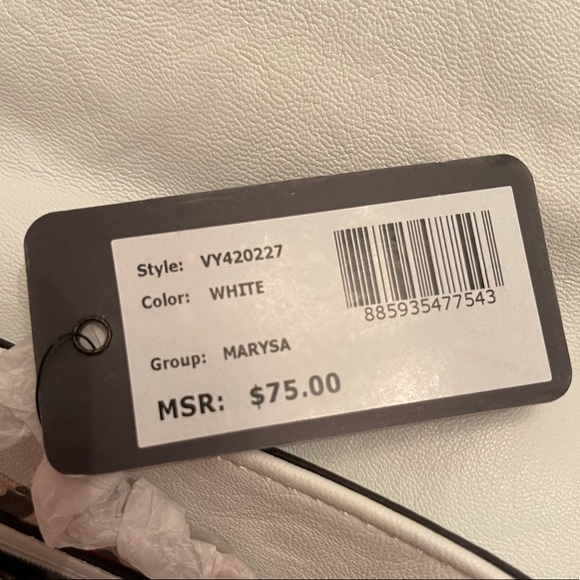 Style: VY420227
Color: WHITE
885935477543
Group: MARYSA
MSR: $75.00